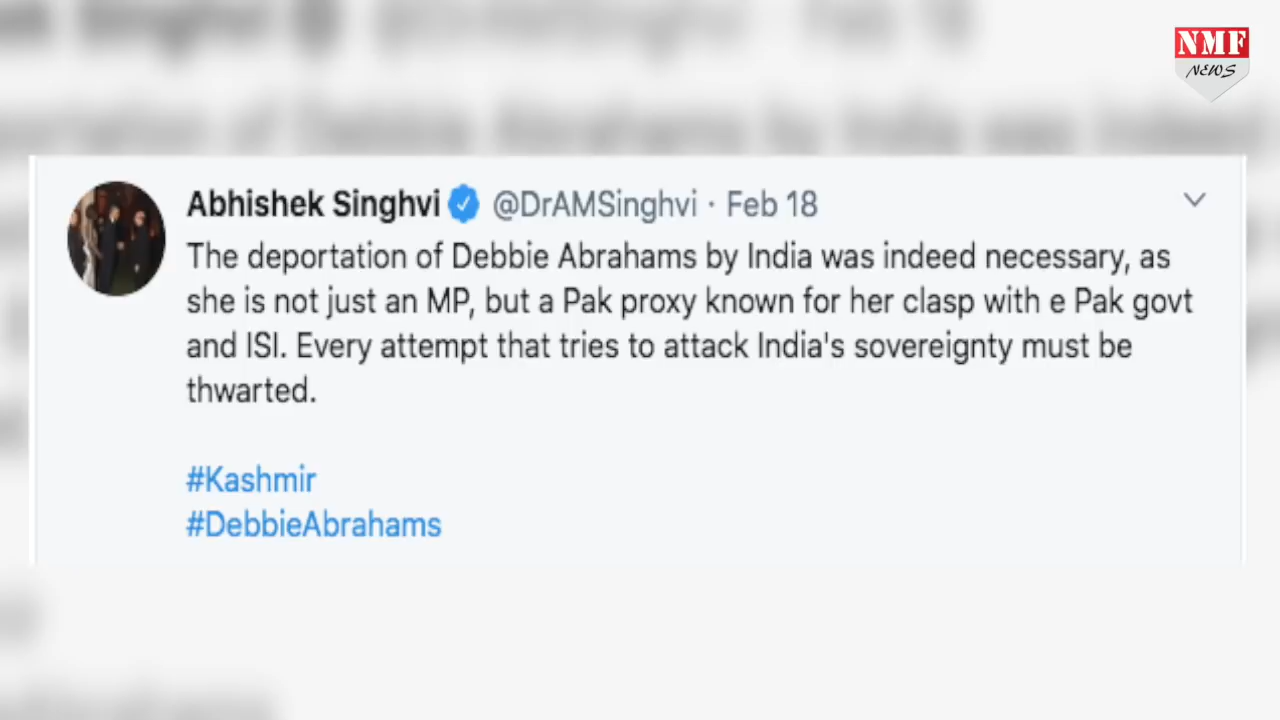 NMF
NEWS
Abhishek Singhvi @DrAMSinghvi · Feb 18
The deportation of Debbie Abrahams by India was indeed necessary, as
she is not just an MP, but a Pak proxy known for her clasp with e Pak govt
and ISI. Every attempt that tries to attack India's sovereignty must be
thwarted.
#Kashmir
#DebbieAbrahams